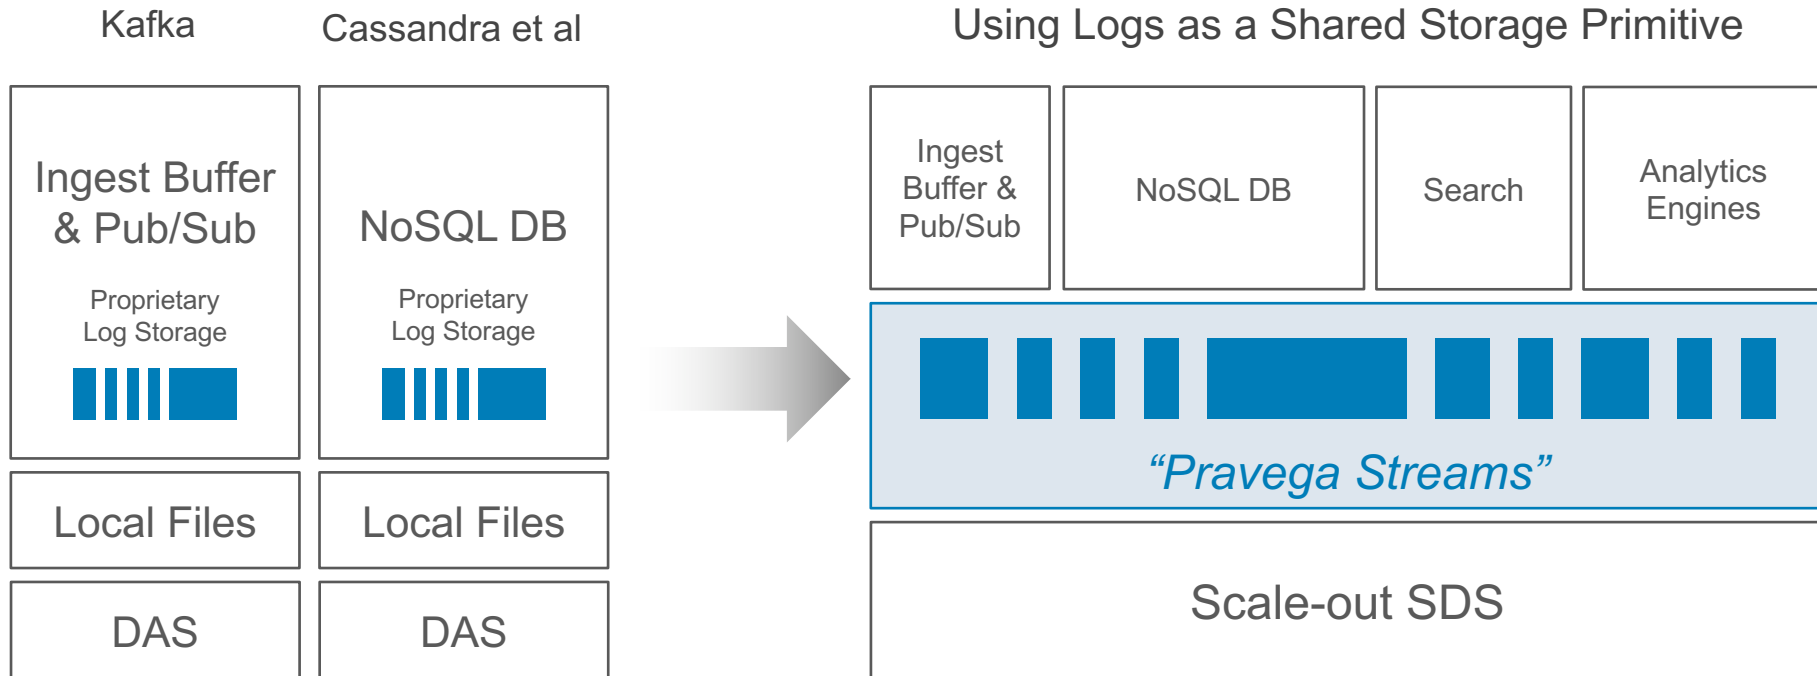 Kafka
Cassandra et al
Using Logs as a Shared Storage Primitive
Ingest Buffer
& Pub/Sub
Proprietary
Log Storage
NoSQL DB
Proprietary
Log Storage
Local Files
Local Files
DAS
DAS
Ingest
Buffer &
Pub/Sub
NoSQL DB
Search
Analytics
Engines
“Pravega Streams”
Scale-out SDS